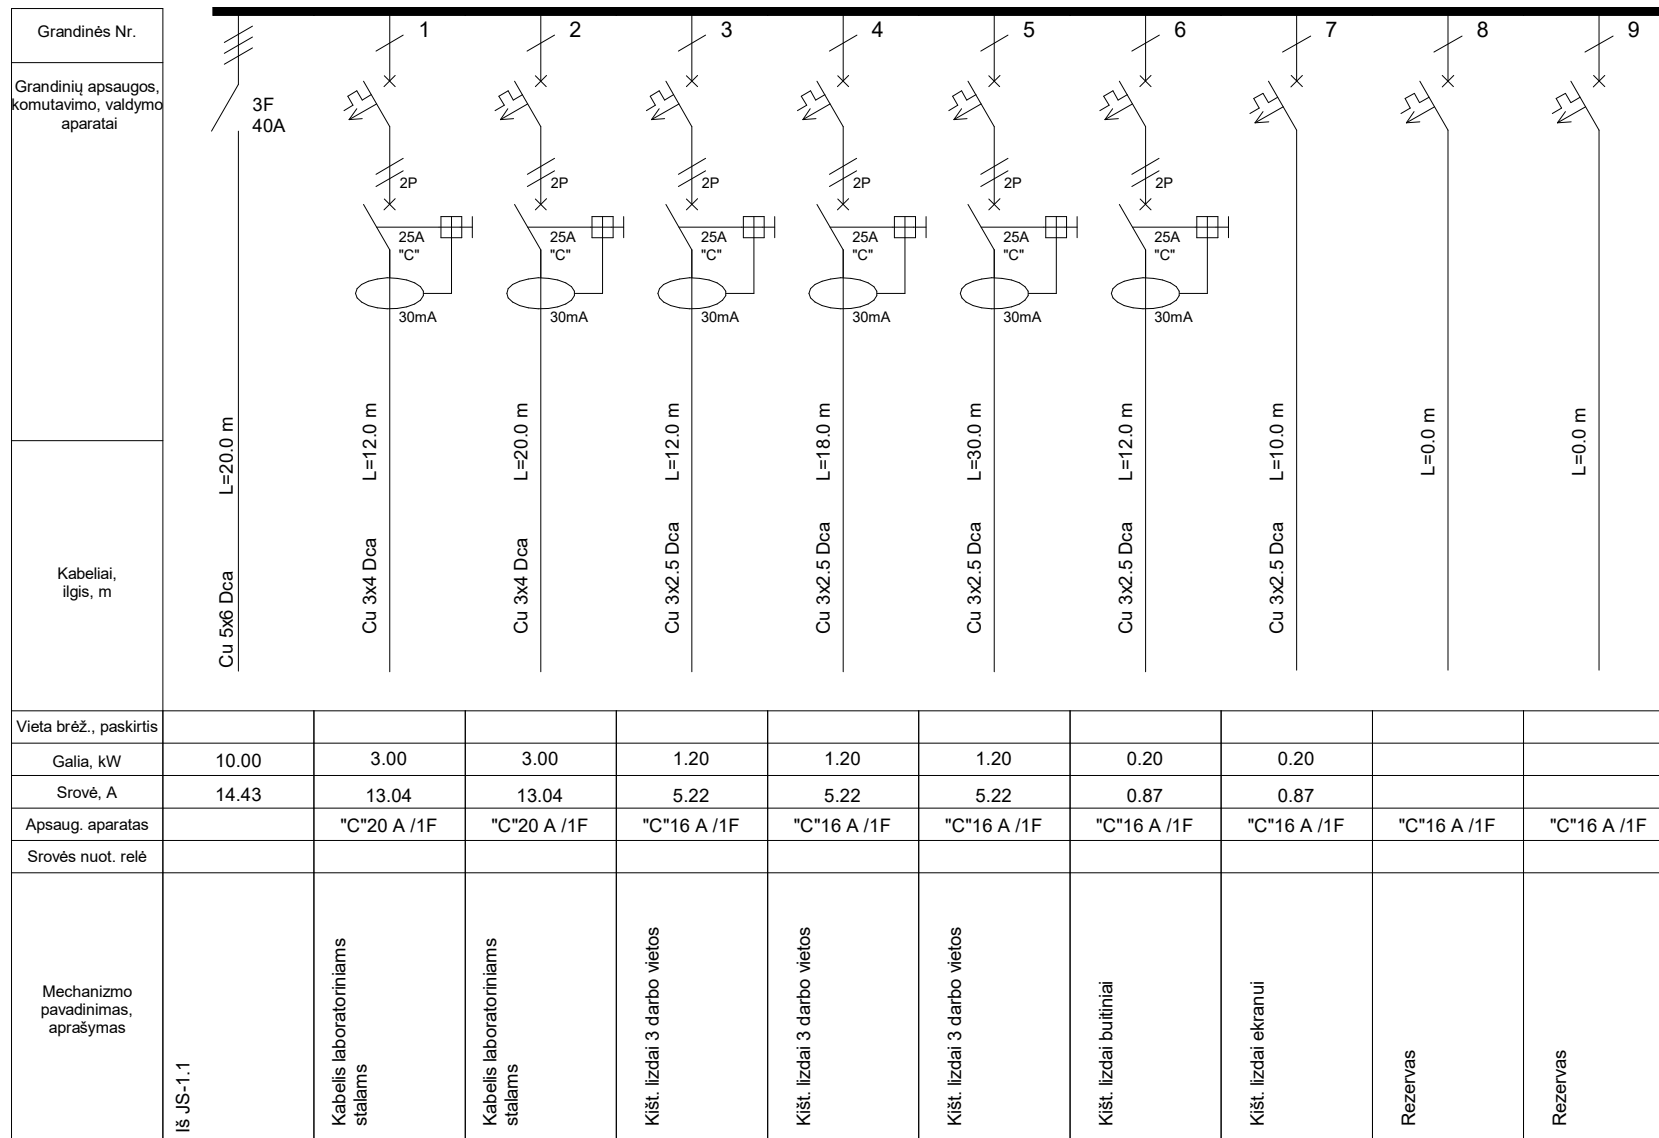 Grandinės Nr.
1
2
3
4
5
6
7
8
9
Grandinių apsaugos,
komutavimo, valdymo
aparatai
3F
40A
2P
2P
2P
2P
2P
2P
25A
"C"
25A
"C"
25A
"C"
25A
"C"
25A
"C"
25A
"C"
30mA
30mA
30mA
30mA
30mA
30mA
Kabeliai,
ilgis, m
Cu 5x6 Dca L=20.0 m
Cu 3x4 Dca L=12.0 m
Cu 3x4 Dca L=20.0 m
Cu 3x2.5 Dca L=12.0 m
Cu 3x2.5 Dca L=18.0 m
Cu 3x2.5 Dca L=30.0 m
Cu 3x2.5 Dca L=12.0 m
Cu 3x2.5 Dca L=10.0 m
L=0.0 m
L=0.0 m
Vieta brėž., paskirtis
Galia, kW 10.00 3.00 3.00 1.20 1.20 1.20 0.20 0.20
Srovė, A 14.43 13.04 13.04 5.22 5.22 5.22 0.87 0.87
Apsaug. aparatas "C"20 A /1F "C"20 A /1F "C"16 A /1F "C"16 A /1F "C"16 A /1F "C"16 A /1F "C"16 A /1F "C"16 A /1F "C"16 A /1F
Srovės nuot. relė
Mechanizmo
pavadinimas,
aprašymas
Iš JS-1.1
Kabelis laboratoriniams
stalams
Kabelis laboratoriniams
stalams
Kišt. lizdai 3 darbo vietos
Kišt. lizdai 3 darbo vietos
Kišt. lizdai 3 darbo vietos
Kišt. lizdai buitiniai
Kišt. lizdai ekranui
Rezervas
Rezervas